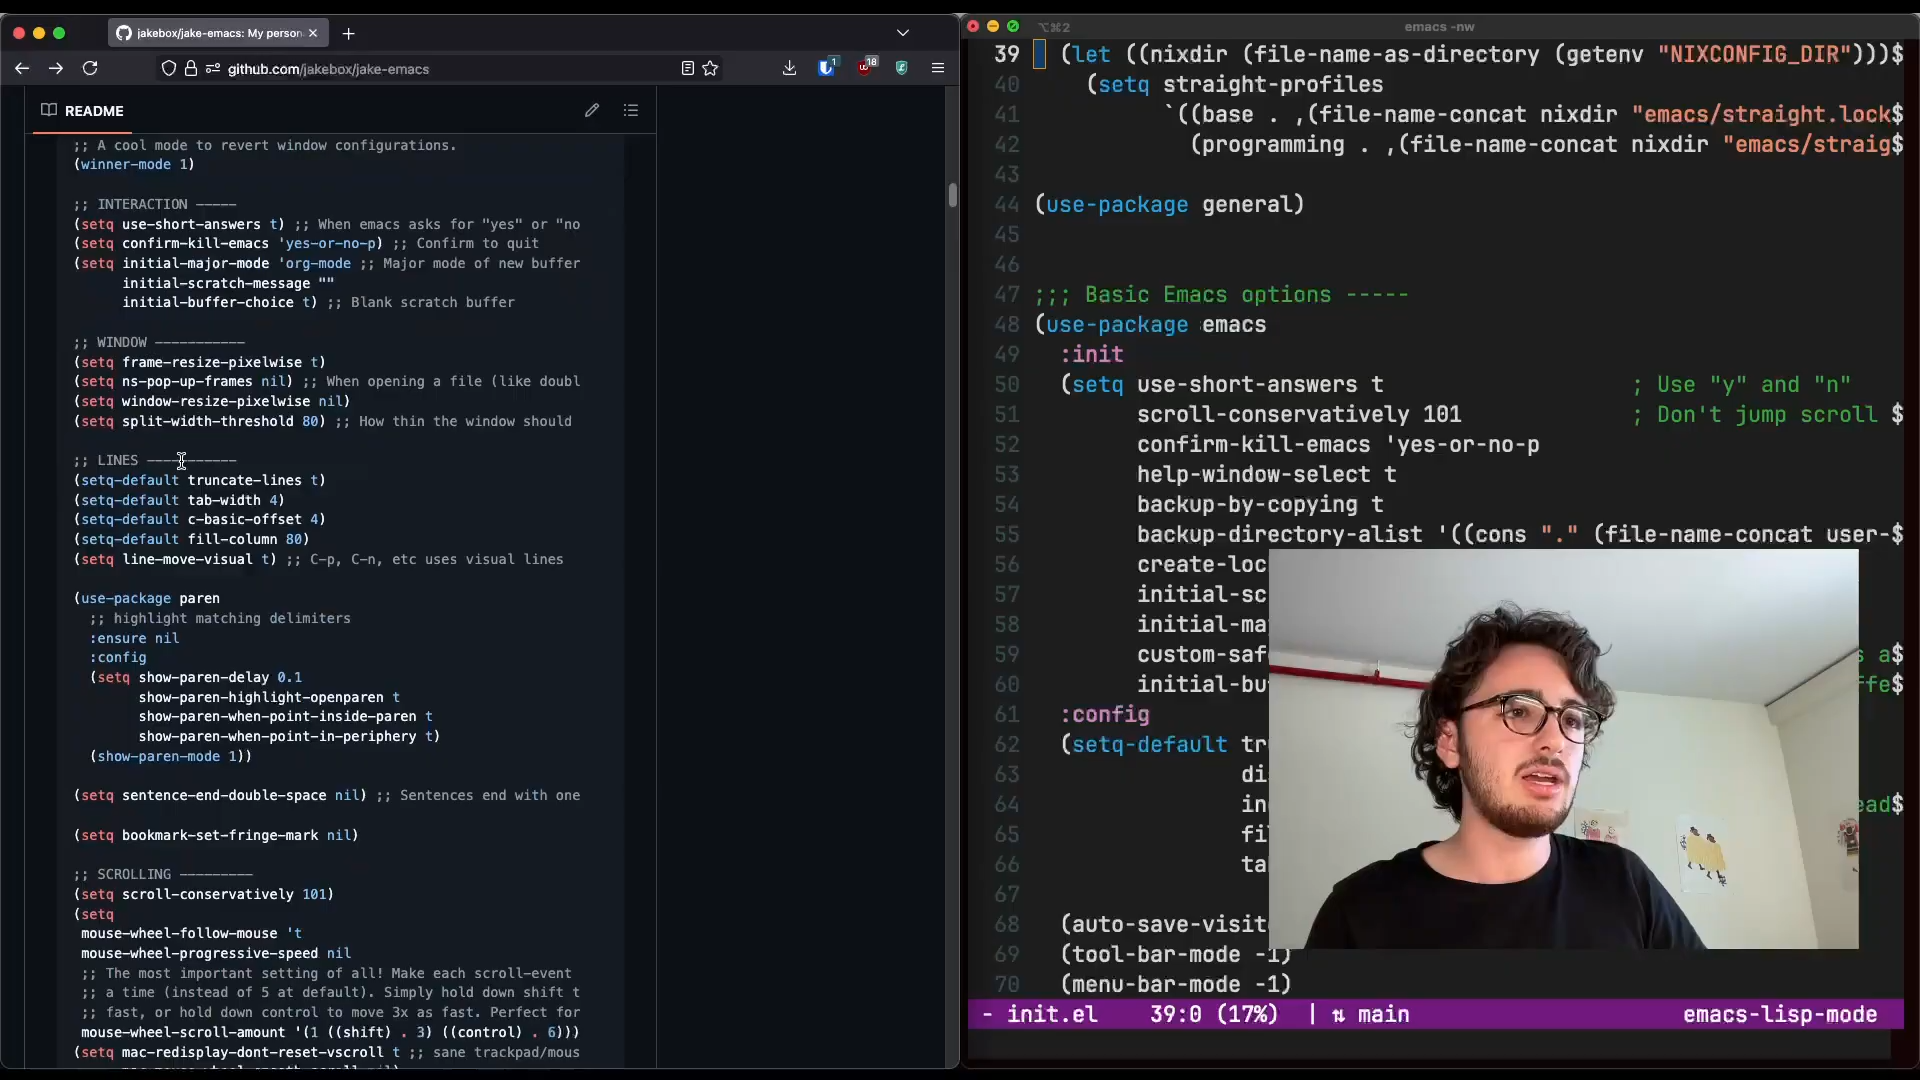 jakebox/jake-emacs: My person
github.com/jakebox/jake-emacs
1
18
README
;; A cool mode to revert window configurations.
(winner-mode 1)
;; INTERACTION -----
(setq use-short-answers t) ;; When emacs asks for "yes" or "no
(setq confirm-kill-emacs 'yes-or-no-p) ;; Confirm to quit
(setq initial-major-mode 'org-mode ;; Major mode of new buffer
initial-scratch-message ""
initial-buffer-choice t) ;; Blank scratch buffer
;; WINDOW -----------
(setq frame-resize-pixelwise t)
(setq ns-pop-up-frames nil) ;; When opening a file (like doubl
(setq window-resize-pixelwise nil)
(setq split-width-threshold 80) ;; How thin the window should
;; LINES -----------
(setq-default truncate-lines t)
(setq-default tab-width 4)
(setq-default c-basic-offset 4)
(setq-default fill-column 80)
(setq line-move-visual t) ;; C-p, C-n, etc uses visual lines
(use-package paren
;; highlight matching delimiters
:ensure nil
:config
(setq show-paren-delay 0.1
show-paren-highlight-openparen t
show-paren-when-point-inside-paren t
show-paren-when-point-in-periphery t)
(show-paren-mode 1))
(setq sentence-end-double-space nil) ;; Sentences end with one
(setq bookmark-set-fringe-mark nil)
;; SCROLLING ---------
(setq scroll-conservatively 101)
(setq
mouse-wheel-follow-mouse 't
mouse-wheel-progressive-speed nil
;; The most important setting of all! Make each scroll-event
;; a time (instead of 5 at default). Simply hold down shift t
;; fast, or hold down control to move 3x as fast. Perfect for
mouse-wheel-scroll-amount '(1 ((shift) . 3) ((control) . 6)))
(setq mac-redisplay-dont-reset-vscroll t ;; sane trackpad/mous
⌥⌘2
emacs -nw
39 (let ((nixdir (file-name-as-directory (getenv "NIXCONFIG_DIR")))$
40 (setq straight-profiles
41 `((base . ,(file-name-concat nixdir "emacs/straight.lock$
42 (programming . ,(file-name-concat nixdir "emacs/straig$
43
44 (use-package general)
45
46
47 ;;; Basic Emacs options -----
48 (use-package emacs
49 :init
50 (setq use-short-answers t ; Use "y" and "n"
51 scroll-conservatively 101 ; Don't jump scroll $
52 confirm-kill-emacs 'yes-or-no-p
53 help-window-select t
54 backup-by-copying t
55 backup-directory-alist '((cons "." (file-name-concat user-$
56 create-loc
57 initial-sc
58 initial-ma
59 custom-saf s a$
60 initial-bu ffe$
61 :config
62 (setq-default tr
63 di
64 in ead$
65 fi
66 ta
67
68 (auto-save-visit
69 (tool-bar-mode -1)
70 (menu-bar-mode -1)
- init.el 39:0 (17%) | ⇅ main emacs-lisp-mode